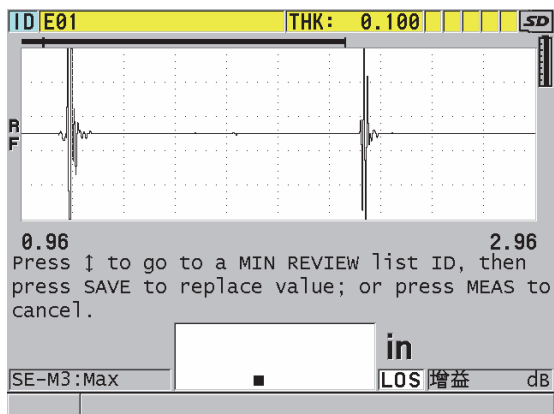 ID E01 THK: 0.100 SD
RF
0.96 2.96
Press ↕ to go to a MIN REVIEW list ID, then
press SAVE to replace value; or press MEAS to
cancel.
in
SE-M3:Max LOS 增益 dB